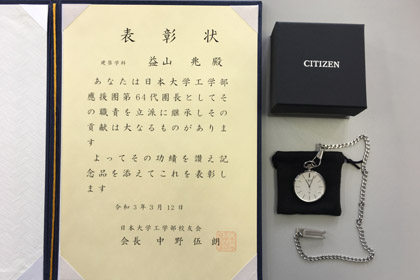 表彰状
建築学科 益山 兆 殿
あなたは日本大学工学部
應援團第64代團長としてそ
の職責を立派に継承しその
貢献は大なるものがありま
す
よってその功績を讃え記
念品を添えてこれを表彰し
ます
令和3年3月12日
日本大学工学部校友会
会長 中野伍朗
CITIZEN